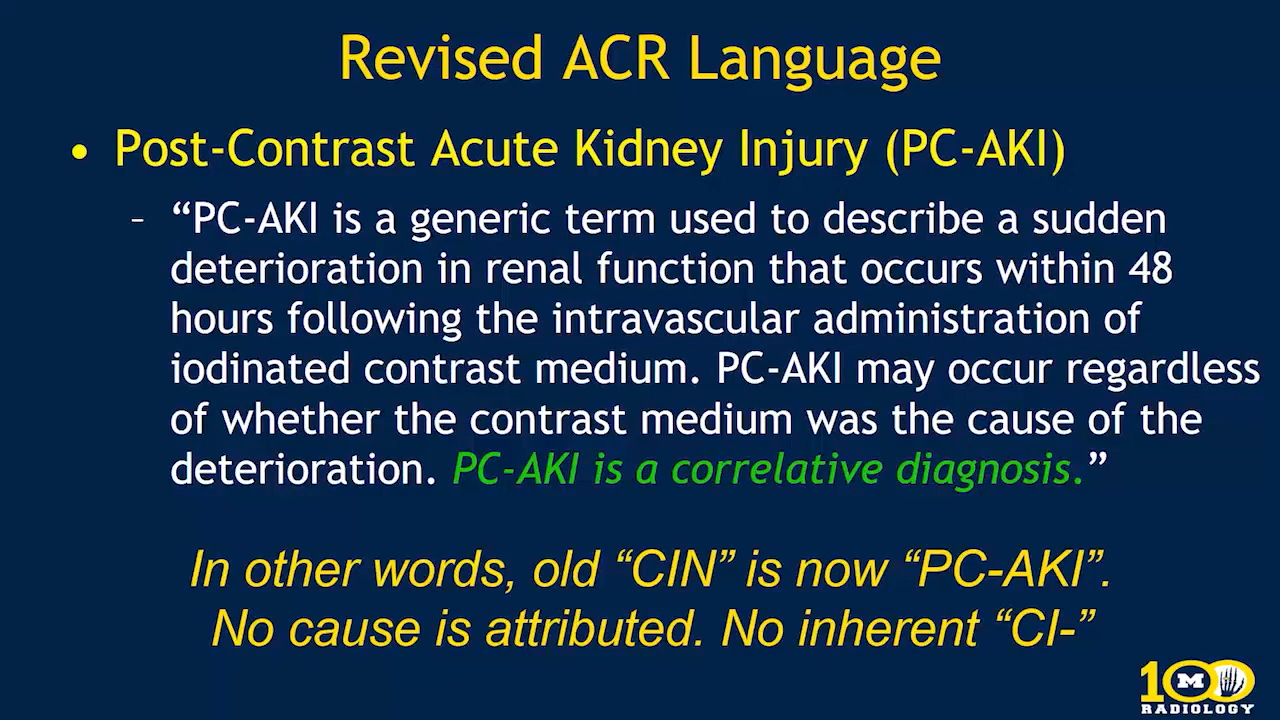 Revised ACR Language
• Post-Contrast Acute Kidney Injury (PC-AKI)
– “PC-AKI is a generic term used to describe a sudden
deterioration in renal function that occurs within 48
hours following the intravascular administration of
iodinated contrast medium. PC-AKI may occur regardless
of whether the contrast medium was the cause of the
deterioration. PC-AKI is a correlative diagnosis.”
In other words, old “CIN” is now “PC-AKI”.
No cause is attributed. No inherent “CI-”
100
M
RADIOLOGY